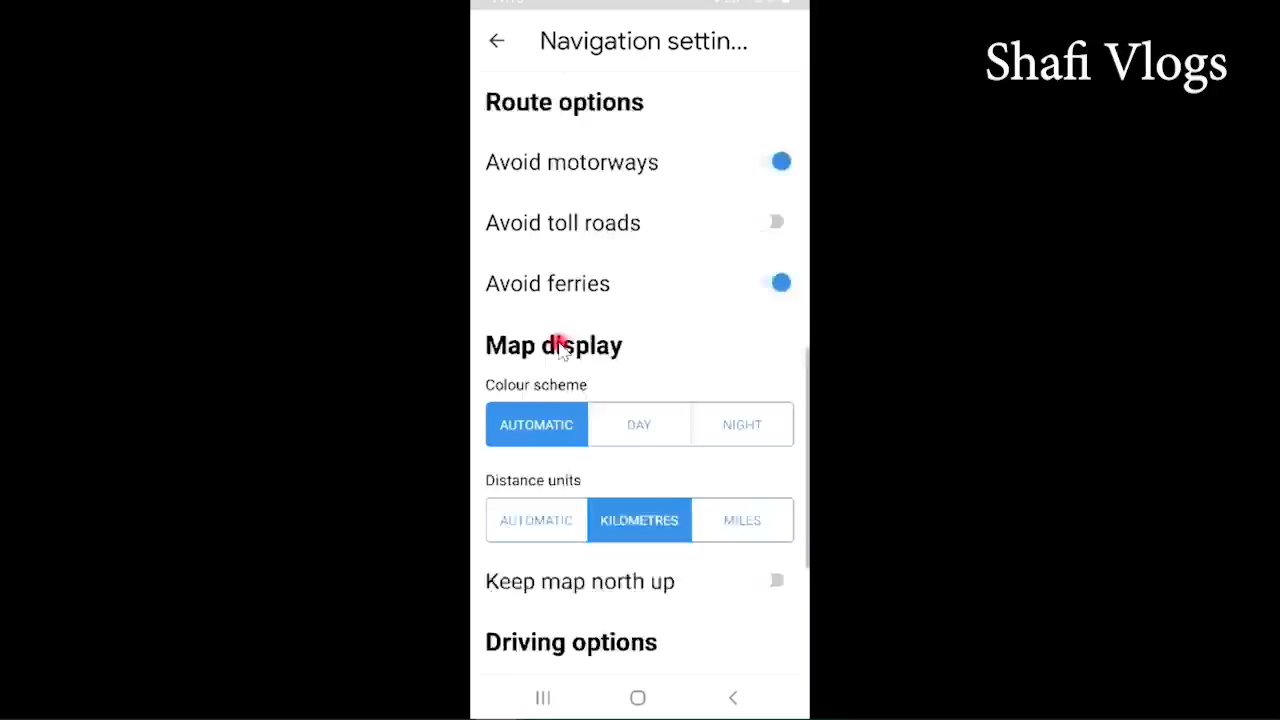 Shafi Vlogs
Navigation settin...
Route options
Avoid motorways
Avoid toll roads
Avoid ferries
Map display
Colour scheme
AUTOMATIC DAY NIGHT
Distance units
AUTOMATIC KILOMETRES MILES
Keep map north up
Driving options